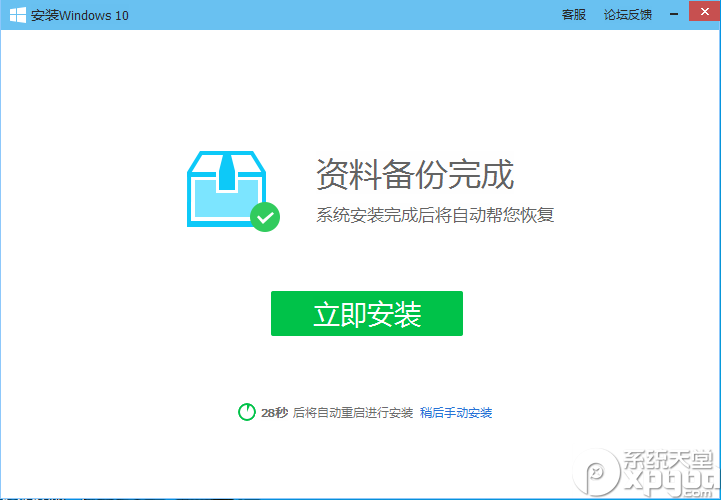 安装Windows 10
客服 论坛反馈
资料备份完成
系统安装完成后将自动帮您恢复
立即安装
28秒 后将自动重启进行安装 稍后手动安装
系统天堂
xpgod